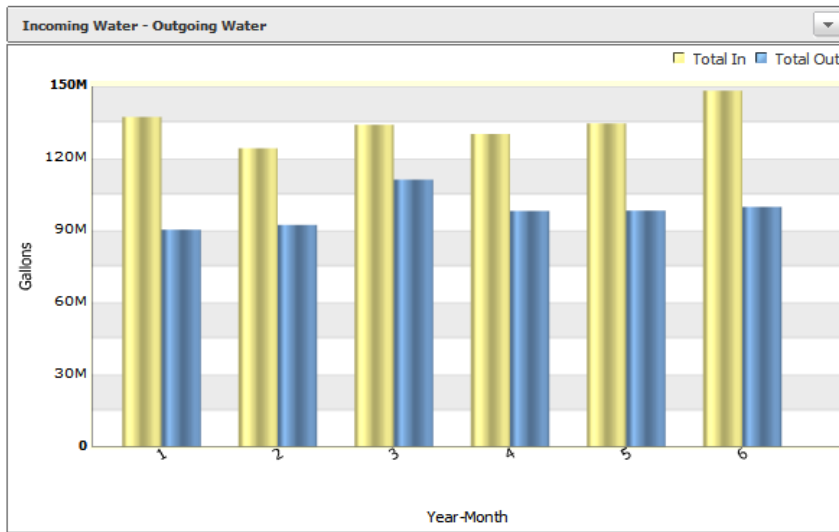 Incoming Water - Outgoing Water
Total In Total Out
150M
120M
90M
60M
30M
0
Gallons
1 2 3 4 5 6
Year-Month